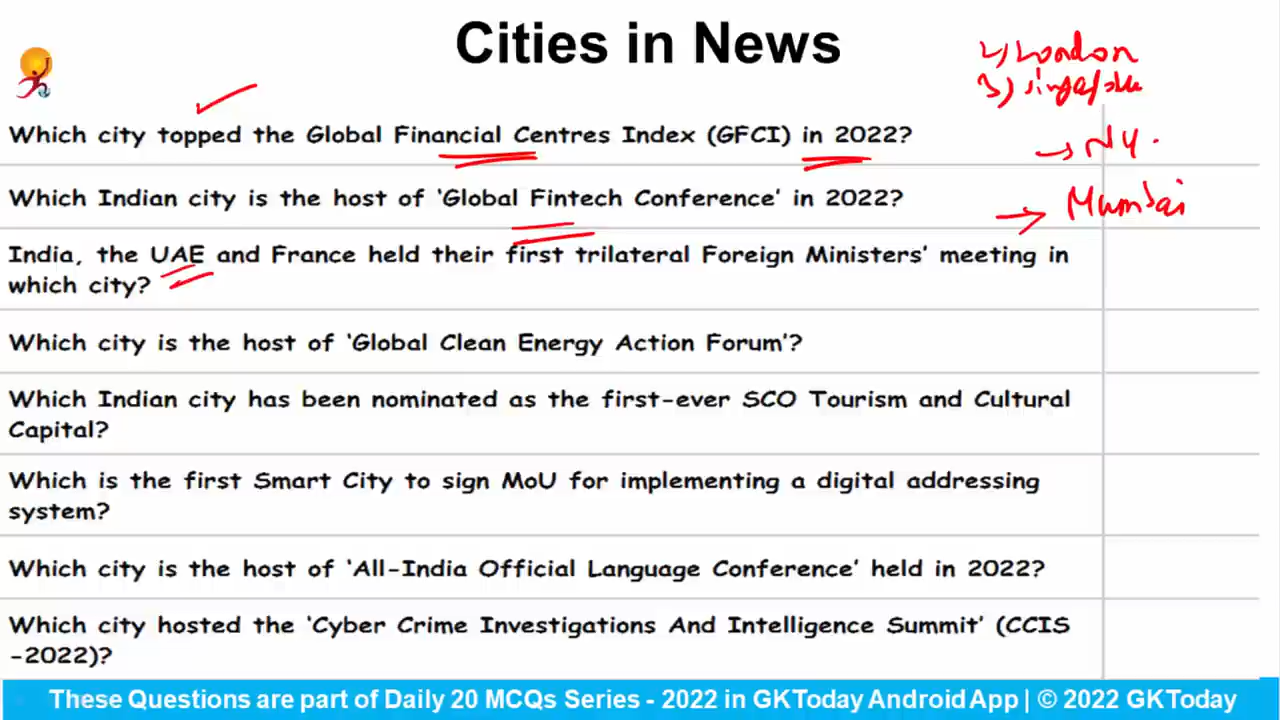 Cities in News
2) London
3) Singapore
Which city topped the Global Financial Centres Index (GFCI) in 2022?
→ NY.
Which Indian city is the host of ‘Global Fintech Conference’ in 2022?
→ Mumbai
India, the UAE and France held their first trilateral Foreign Ministers’ meeting in
which city?
Which city is the host of ‘Global Clean Energy Action Forum’?
Which Indian city has been nominated as the first-ever SCO Tourism and Cultural
Capital?
Which is the first Smart City to sign MoU for implementing a digital addressing
system?
Which city is the host of ‘All-India Official Language Conference’ held in 2022?
Which city hosted the ‘Cyber Crime Investigations And Intelligence Summit’ (CCIS
-2022)?
These Questions are part of Daily 20 MCQs Series - 2022 in GKToday Android App | © 2022 GKToday